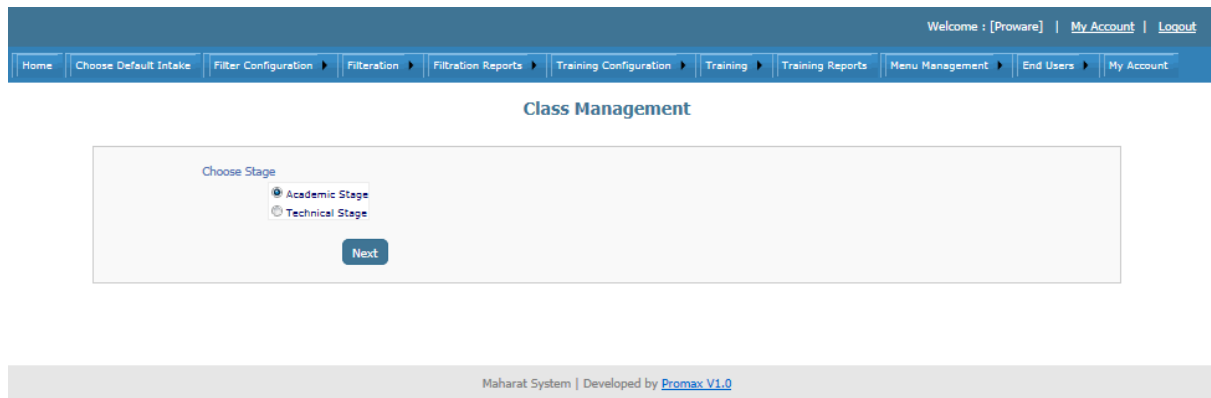 Welcome : [Proware] | My Account | Logout
Home Choose Default Intake Filter Configuration Filteration Filtration Reports Training Configuration Training Training Reports Menu Management End Users My Account
Class Management
Choose Stage
Academic Stage
Technical Stage
Next
Maharat System | Developed by Promax V1.0